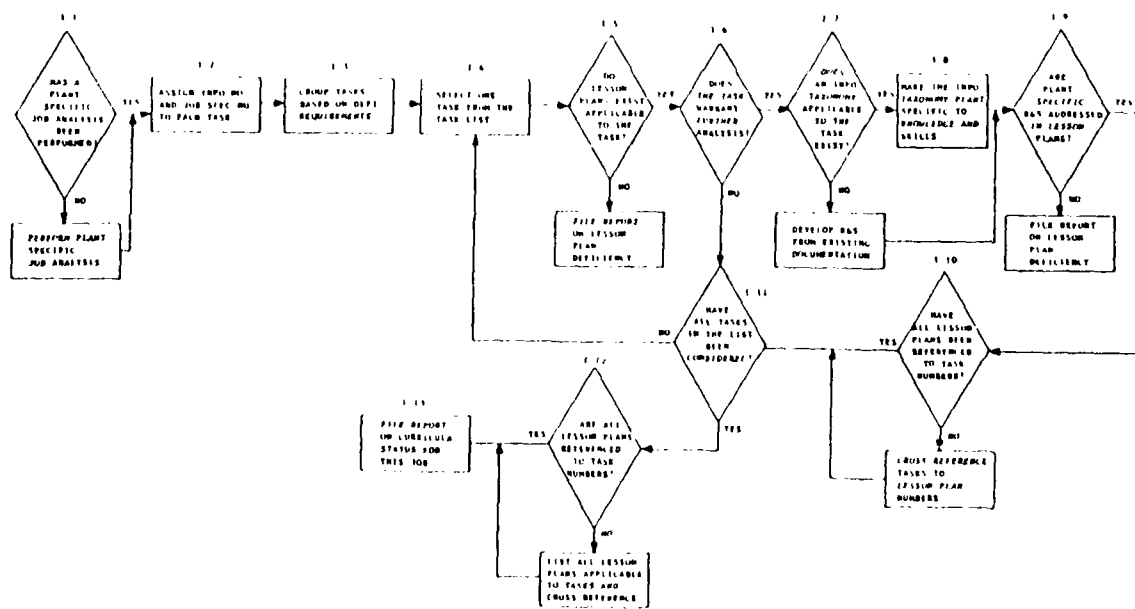 HAS A
PLANT
SPECIFIC
JOB ANALYSIS
BEEN
PERFORMED?
YES
NO
PERFORM PLANT
SPECIFIC
JOB ANALYSIS
ASSIGN INPO NO
AND JOB SPEC NO
TO EACH TASK
GROUP TASKS
BASED ON DEPT
REQUIREMENTS
SELECT ONE
TASK FROM THE
TASK LIST
DO
LESSON
PLANS EXIST
APPLICABLE
TO THE
TASK?
YES
NO
FILE REPORT
ON LESSON
PLAN
DEFICIENCY
DOES
THE TASK
WARRANT
FURTHER
ANALYSIS?
YES
NO
DOES
AN INPO
TAXONOMY
APPLICABLE
TO THE TASK
EXIST?
YES
NO
DEVELOP K&S
FROM EXISTING
DOCUMENTATION
MAKE THE INPO
TAXONOMY PLANT
SPECIFIC TO
KNOWLEDGE AND
SKILLS
ARE
PLANT
SPECIFIC
K&S ADDRESSED
IN LESSON
PLANS?
YES
NO
FILE REPORT
ON LESSON
PLAN
DEFICIENCY
1-10
HAVE
ALL LESSON
PLANS BEEN
REFERENCED
TO TASK
NUMBERS?
YES
NO
CROSS REFERENCE
TASKS TO
LESSON PLAN
NUMBERS
1-11
HAVE
ALL TASKS
IN THE LIST
BEEN
CONSIDERED?
NO
YES
1-12
ARE ALL
LESSON PLANS
REFERENCED
TO TASK
NUMBERS?
YES
NO
LIST ALL LESSON
PLANS APPLICABLE
TO TASKS AND
CROSS REFERENCE
1-13
FILE REPORT
ON CURRICULA
STATUS FOR
THIS JOB